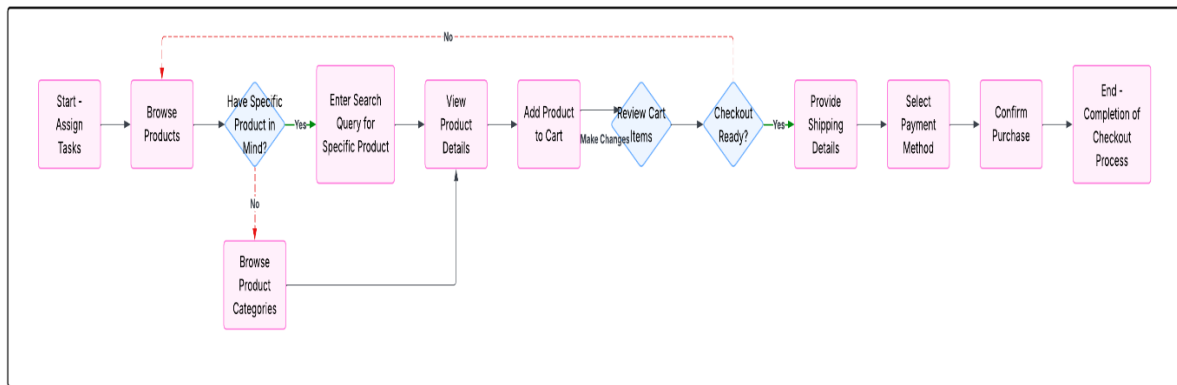 No
Start -
Assign
Tasks
Browse
Products
Have Specific
Product in
Mind?
Yes
Enter Search
Query for
Specific Product
View
Product
Details
Add Product
to Cart
Make Changes
Review Cart
Items
Checkout
Ready?
Yes
Provide
Shipping
Details
Select
Payment
Method
Confirm
Purchase
End -
Completion of
Checkout
Process
No
Browse
Product
Categories